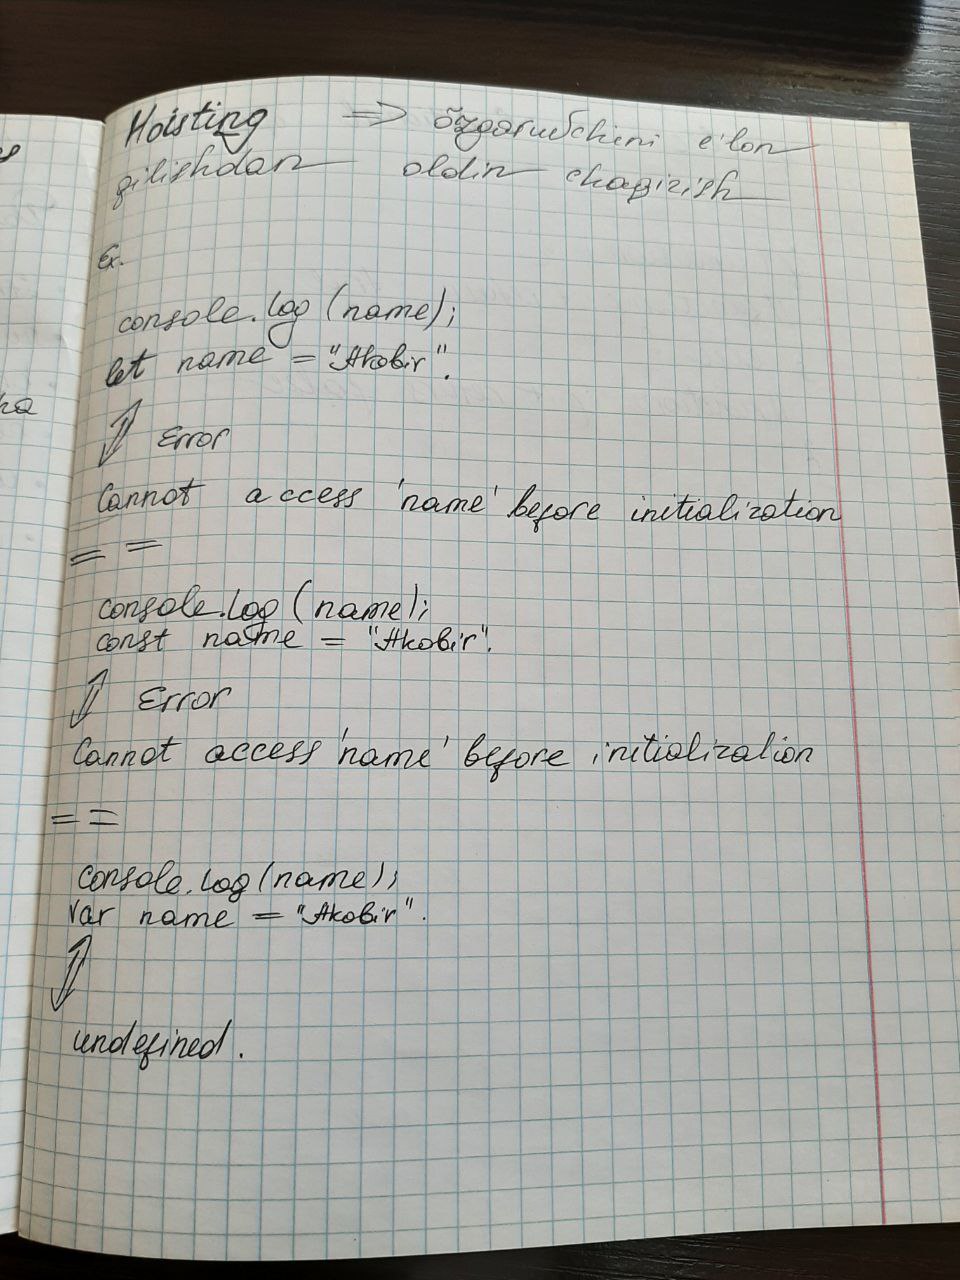 Hoisting => õzgaruvchini e'lon
qilishdan oldin chaqirish
Ex.
console.log (name);
let name = "Akobir".
Error
Cannot access 'name' before initialization
= =
console.log (name);
const name = "Akobir".
Error
Cannot access 'name' before initialization
= =
console.log (name);
var name = "Akobir".
undefined.